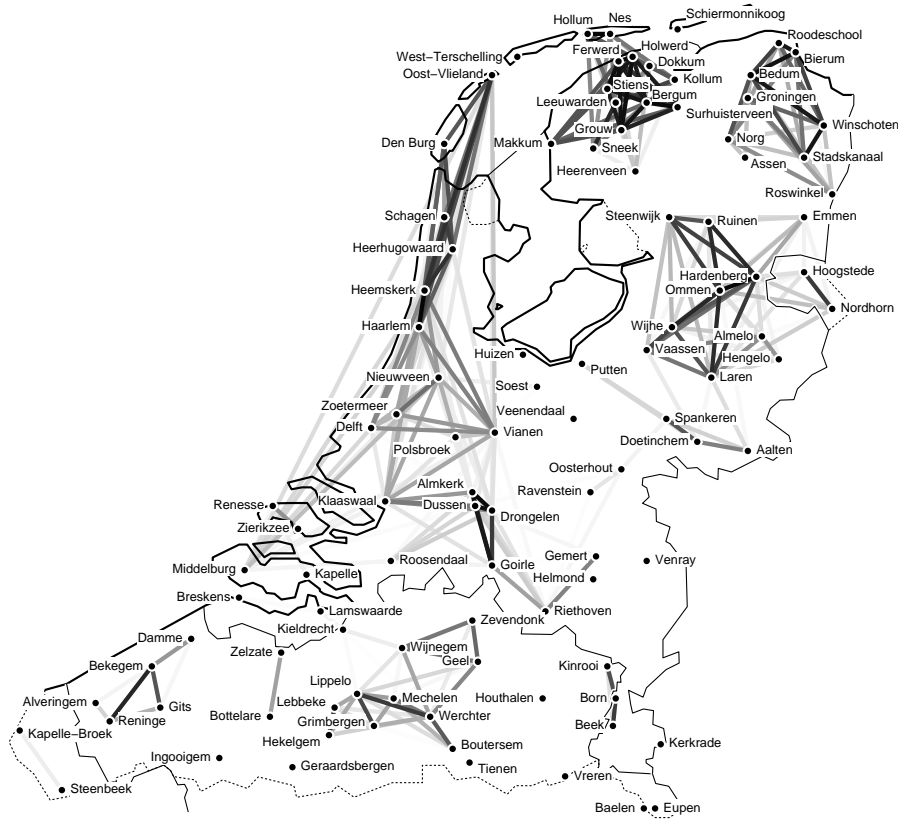 Schiermonnikoog
Hollum
Nes
Roodeschool
West–Terschelling
Ferwerd
Holwerd
Bierum
Oost–Vlieland
Dokkum
Bedum
Kollum
Stiens
Bergum
Groningen
Leeuwarden
Surhuisterveen
Winschoten
Grouw
Den Burg
Makkum
Sneek
Norg
Assen
Stadskanaal
Heerenveen
Roswinkel
Schagen
Steenwijk
Ruinen
Emmen
Heerhugowaard
Hardenberg
Hoogstede
Heemskerk
Ommen
Nordhorn
Haarlem
Wijhe
Almelo
Huizen
Vaassen
Hengelo
Putten
Nieuwveen
Laren
Soest
Zoetermeer
Veenendaal
Spankeren
Delft
Vianen
Polsbroek
Doetinchem
Aalten
Oosterhout
Almkerk
Ravenstein
Renesse
Klaaswaal
Dussen
Drongelen
Zierikzee
Gemert
Roosendaal
Goirle
Venray
Middelburg
Kapelle
Helmond
Breskens
Lamswaarde
Riethoven
Kieldrecht
Zevendonk
Damme
Zelzate
Wijnegem
Bekegem
Geel
Kinrooi
Lippelo
Alveringem
Gits
Lebbeke
Mechelen
Houthalen
Born
Reninge
Bottelare
Grimbergen
Werchter
Beek
Kapelle–Broek
Hekelgem
Kerkrade
Boutersem
Ingooigem
Geraardsbergen
Tienen
Vreren
Steenbeek
Baelen
Eupen